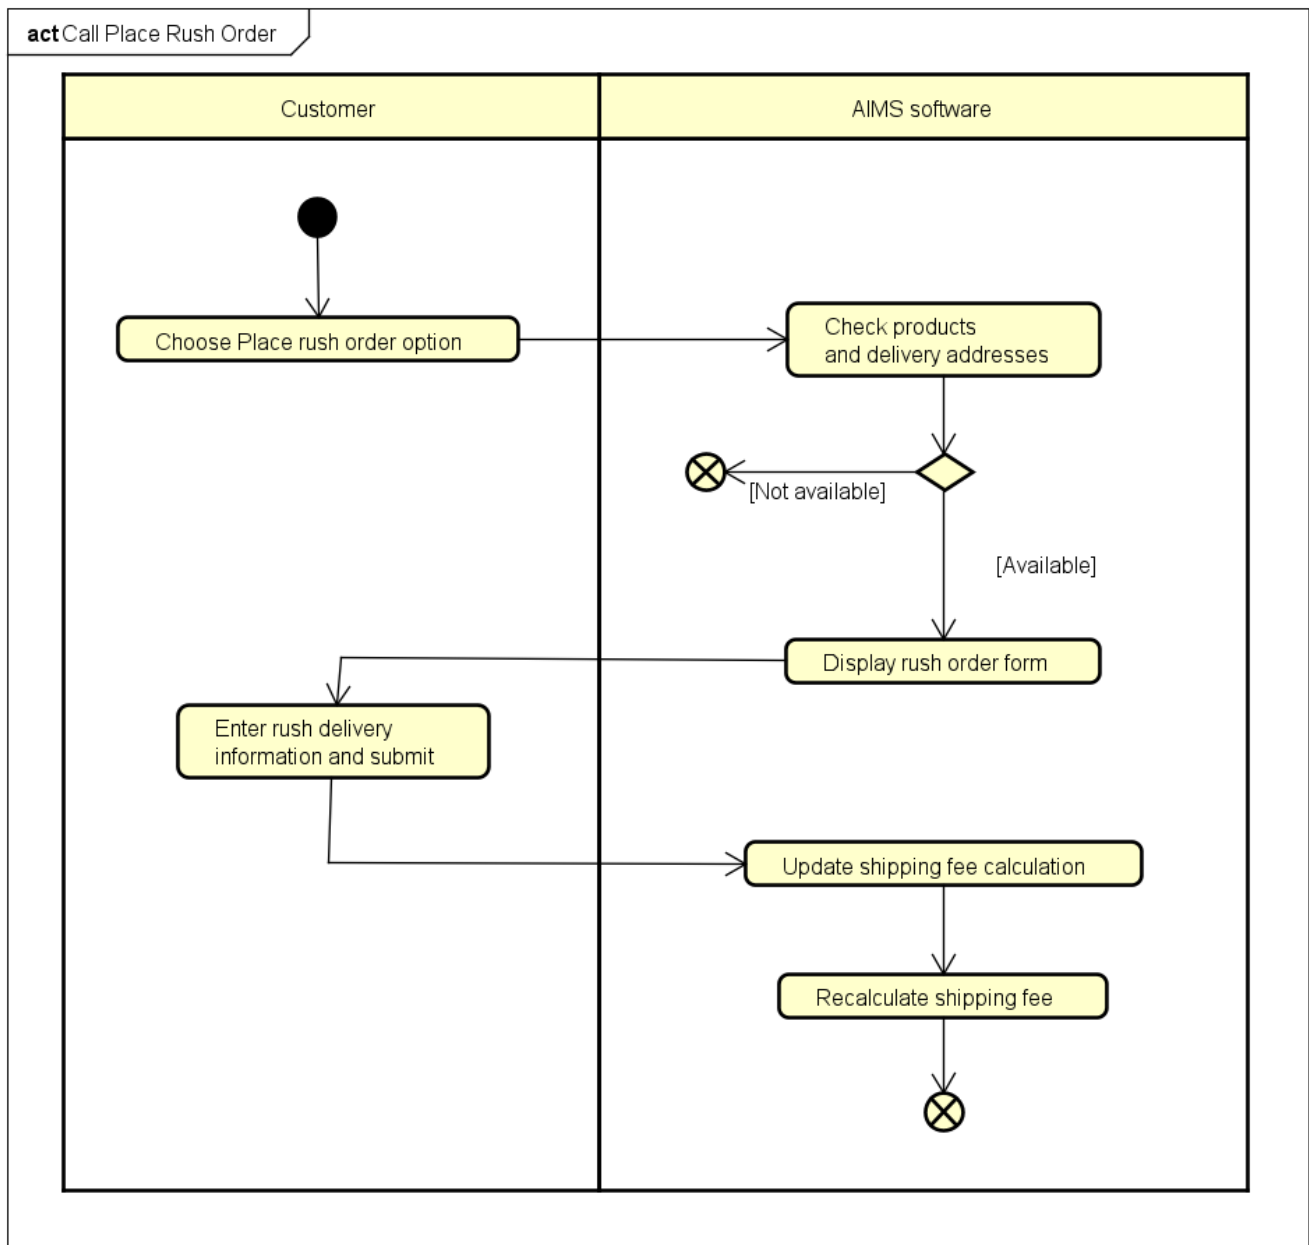 act Call Place Rush Order
Customer
AIMS software
Choose Place rush order option
Check products
and delivery addresses
[Not available]
[Available]
Display rush order form
Enter rush delivery
information and submit
Update shipping fee calculation
Recalculate shipping fee